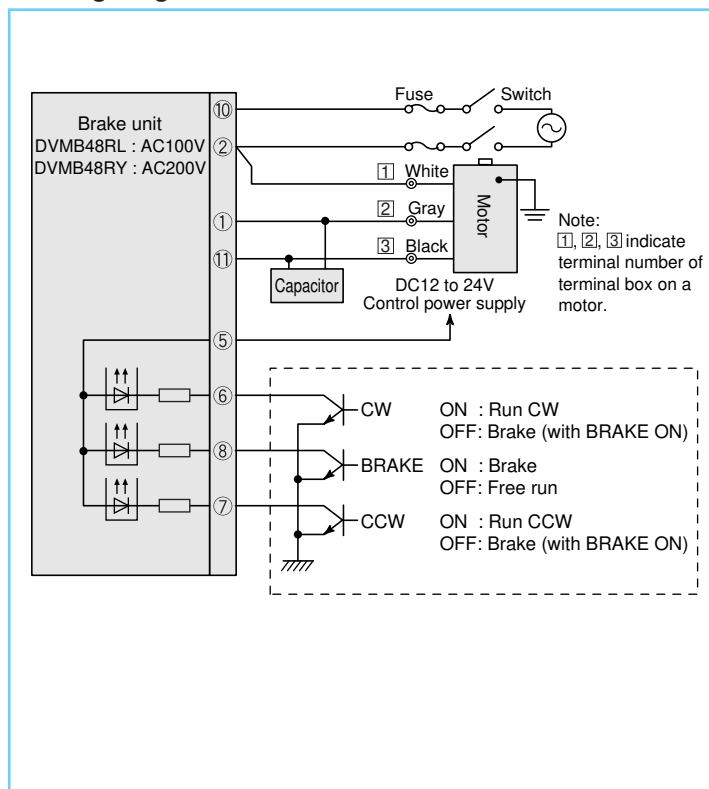 Fuse
Switch
Brake unit
DVMB48RL : AC100V
DVMB48RY : AC200V
⑩
②
①
⑪
⑤
⑥
⑧
⑦
1 White
2 Gray
3 Black
Motor
Capacitor
DC12 to 24V
Control power supply
Note:
1, 2, 3 indicate
terminal number of
terminal box on a
motor.
CW ON : Run CW
OFF: Brake (with BRAKE ON)
BRAKE ON : Brake
OFF: Free run
CCW ON : Run CCW
OFF: Brake (with BRAKE ON)